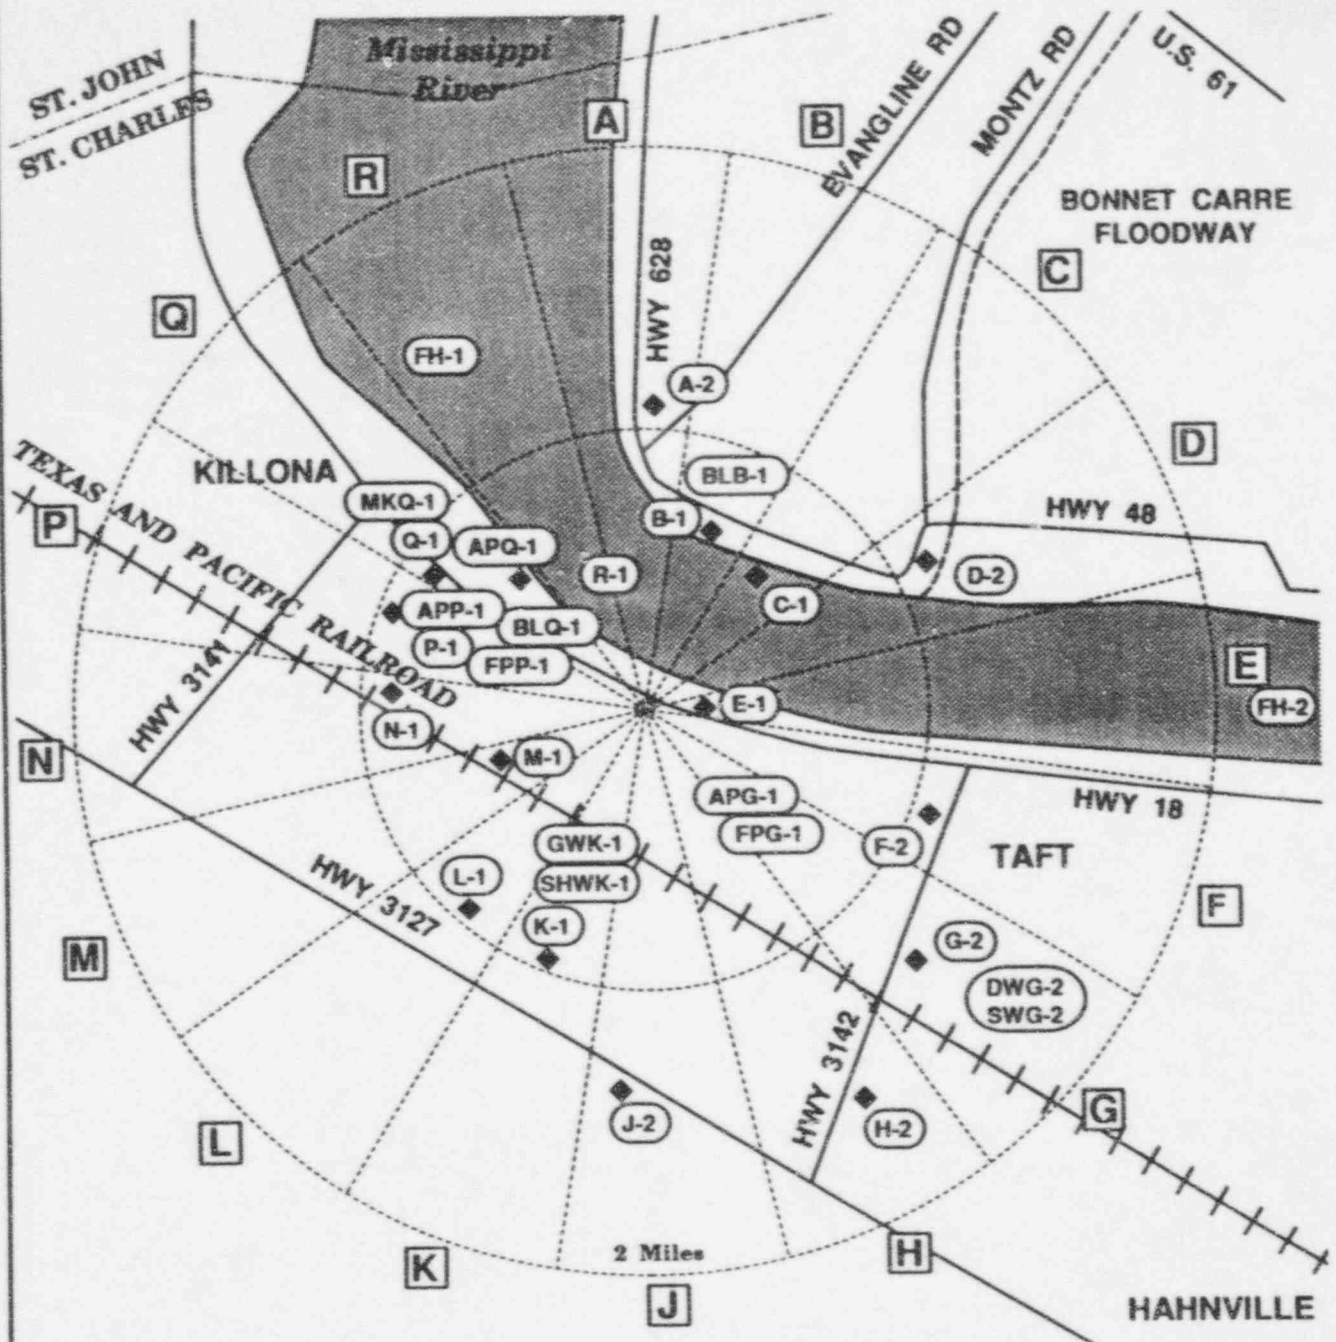 Mississippi
River
ST. JOHN
ST. CHARLES
A
B
EVANGLINE RD
MONTZ RD
U.S. 61
R
BONNET CARRE
FLOODWAY
C
HWY 628
Q
FH-1
A-2
D
KILLONA
BLB-1
TEXAS AND PACIFIC RAILROAD
P
MKQ-1
B-1
HWY 48
Q-1
APQ-1
R-1
D-2
C-1
APP-1
BLQ-1
P-1
FPP-1
E
HWY 3141
E-1
FH-2
N-1
N
M-1
APG-1
HWY 18
FPG-1
GWK-1
F-2
TAFT
HWY 3127
L-1
SHWK-1
F
K-1
G-2
M
DWG-2
SWG-2
HWY 3142
J-2
H-2
G
L
2 Miles
H
K
J
HAHNVILLE